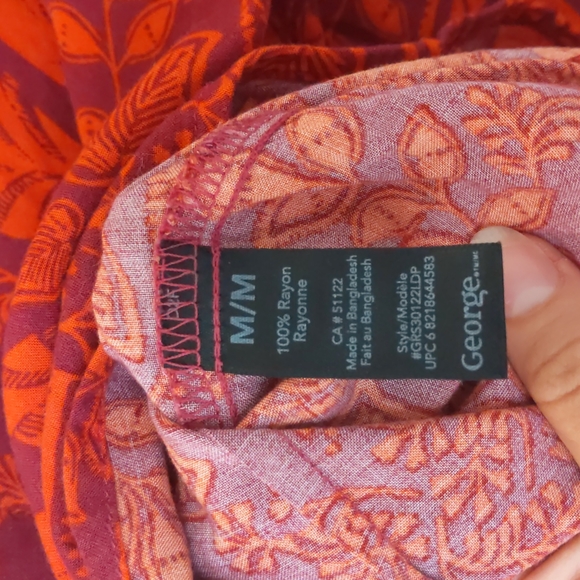 M/M
100% Rayon
Rayonne
CA# 51122
Made in Bangladesh
Fait au Bangladesh
Style/Modèle
#GRS30122LDP
UPC 6 8218644583
George